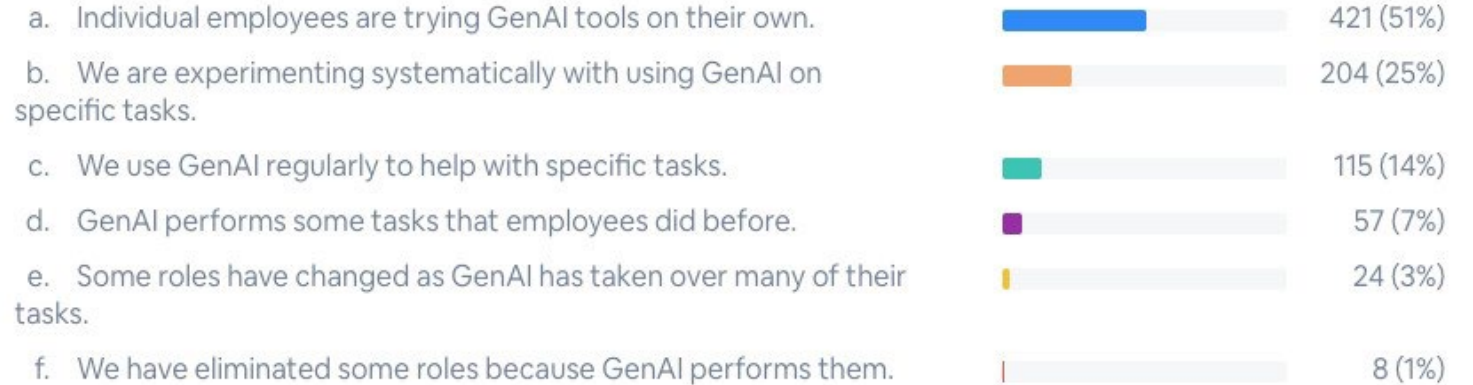 a. Individual employees are trying GenAI tools on their own. 421 (51%)
b. We are experimenting systematically with using GenAI on 204 (25%)
specific tasks.
c. We use GenAI regularly to help with specific tasks. 115 (14%)
d. GenAI performs some tasks that employees did before. 57 (7%)
e. Some roles have changed as GenAI has taken over many of their 24 (3%)
tasks.
f. We have eliminated some roles because GenAI performs them. 8 (1%)